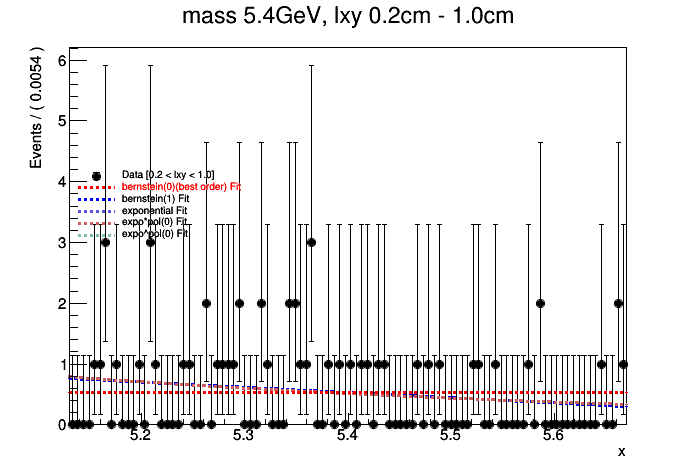 mass 5.4GeV, lxy 0.2cm - 1.0cm
Events / ( 0.0054 )
6
5
4
3
2
1
0
Data [0.2 < lxy < 1.0]
bernstein(0)(best order) Fit
bernstein(1) Fit
exponential Fit
expo*pol(0) Fit
expo^pol(0) Fit
5.2
5.3
5.4
5.5
5.6
x